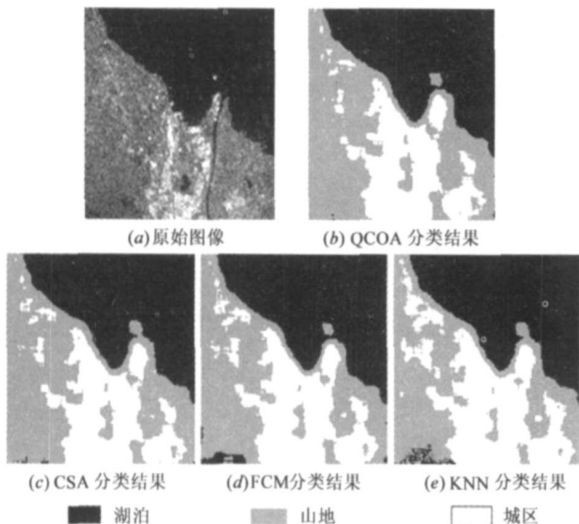 (a)原始图像
(b) QCOA 分类结果
(c) CSA 分类结果
(d)FCM分类结果
(e) KNN 分类结果
湖泊
山地
城区